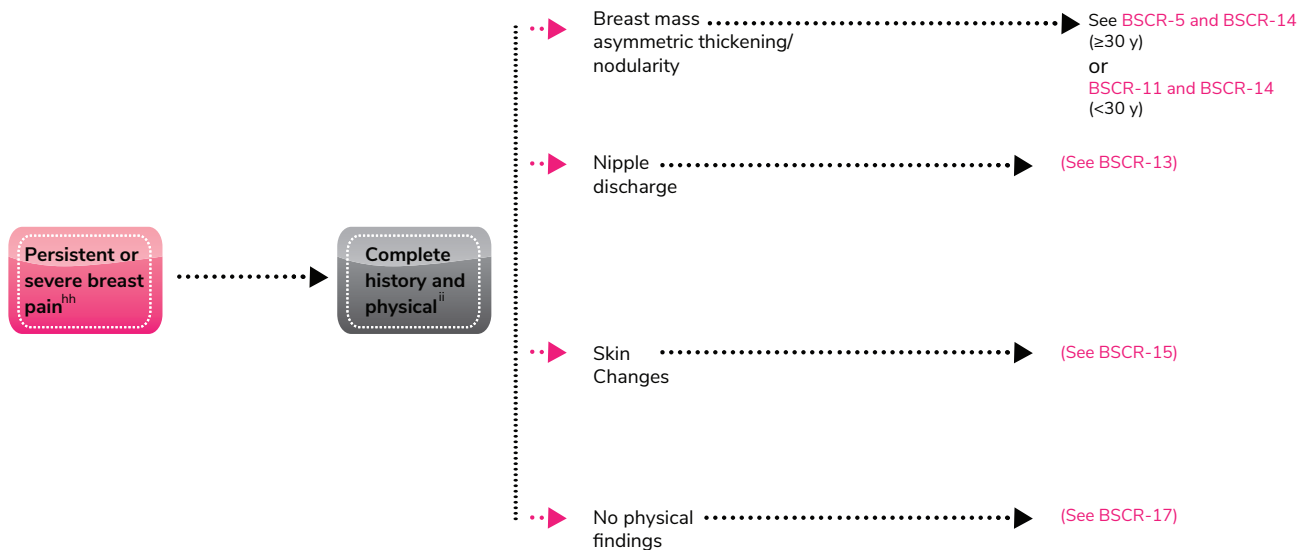 Persistent or
severe breast
pain^hh
Complete
history and
physical^ii
Breast mass
asymmetric thickening/
nodularity
See BSCR-5 and BSCR-14
(≥30 y)
or
BSCR-11 and BSCR-14
(<30 y)
Nipple
discharge
(See BSCR-13)
Skin
Changes
(See BSCR-15)
No physical
findings
(See BSCR-17)